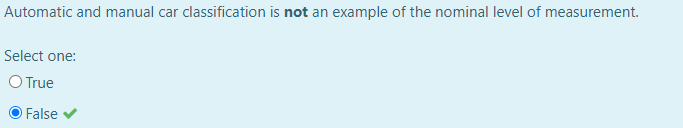 Automatic and manual car classification is not an example of the nominal level of measurement.
Select one:
True
False